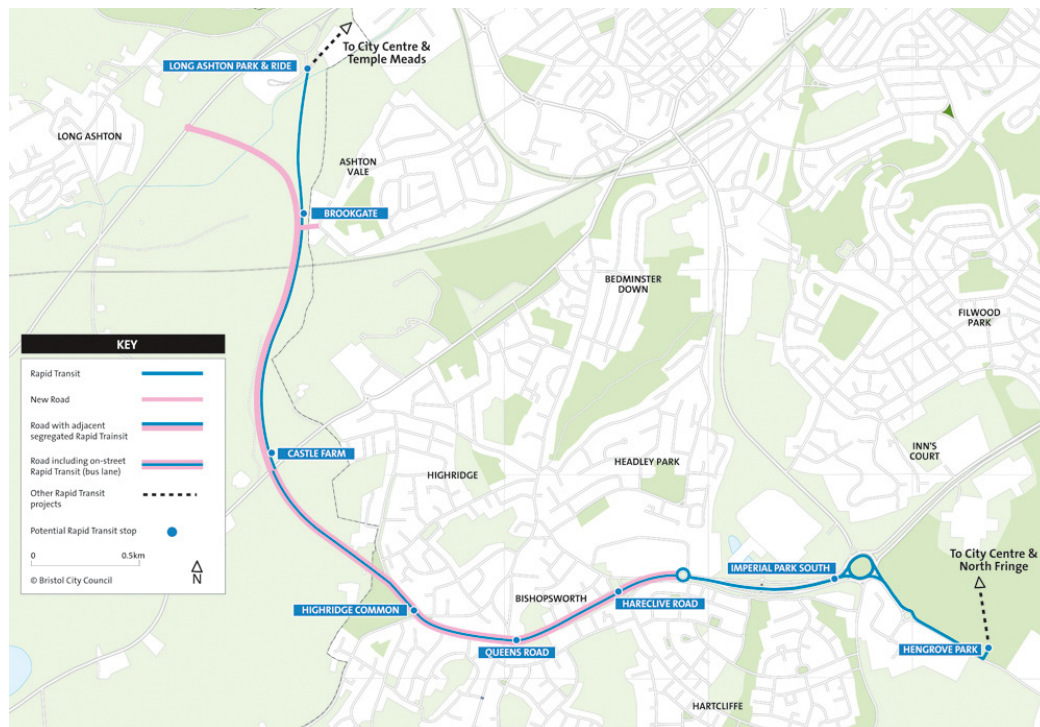 To City Centre &
Temple Meads
LONG ASHTON PARK & RIDE
LONG ASHTON
ASHTON
VALE
BROOKGATE
BEDMINSTER
DOWN
FILWOOD
PARK
KEY
Rapid Transit
New Road
Road with adjacent
segregated Rapid Trainsit
Road including on-street
Rapid Transit (bus lane)
Other Rapid Transit
projects
Potential Rapid Transit stop
0 0.5km
N
© Bristol City Council
CASTLE FARM
HIGHRIDGE
HEADLEY PARK
INN'S
COURT
To City Centre &
North Fringe
IMPERIAL PARK SOUTH
BISHOPSWORTH
HARECLIVE ROAD
HIGHRIDGE COMMON
QUEENS ROAD
HENGROVE PARK
HARTCLIFFE